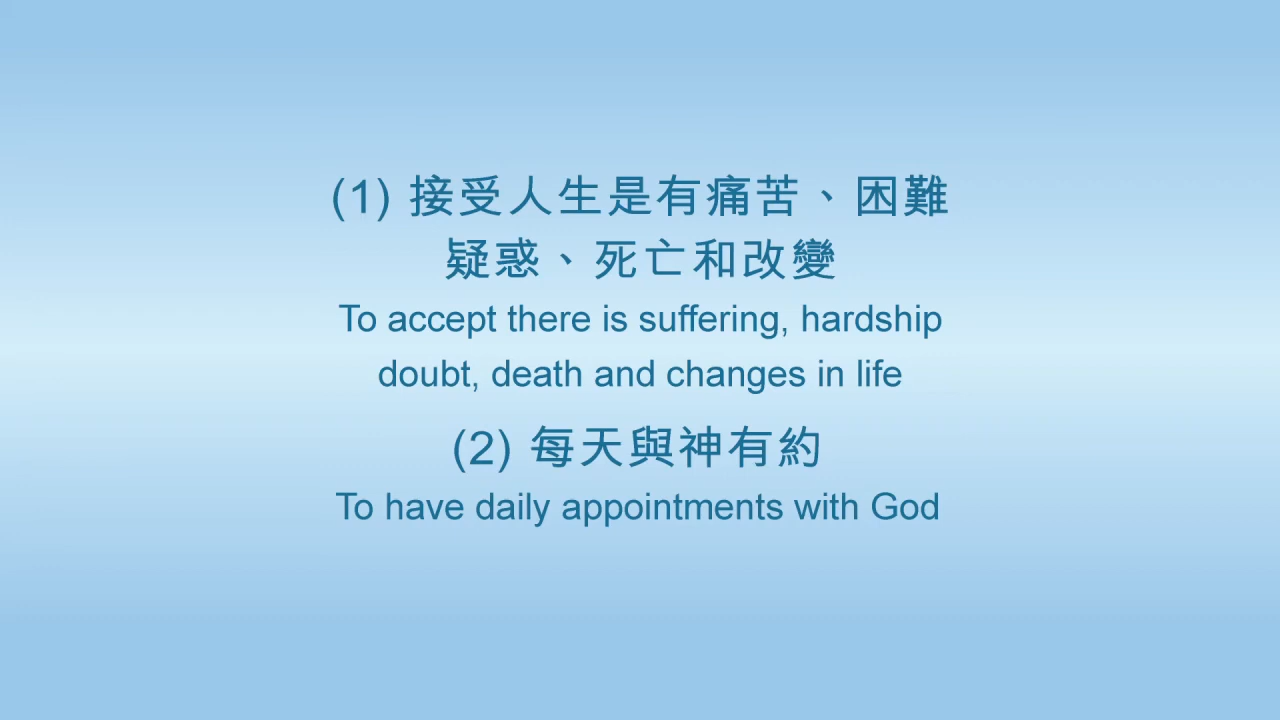 (1) 接受人生是有痛苦、困難
疑惑、死亡和改變
To accept there is suffering, hardship
doubt, death and changes in life
(2) 每天與神有約
To have daily appointments with God